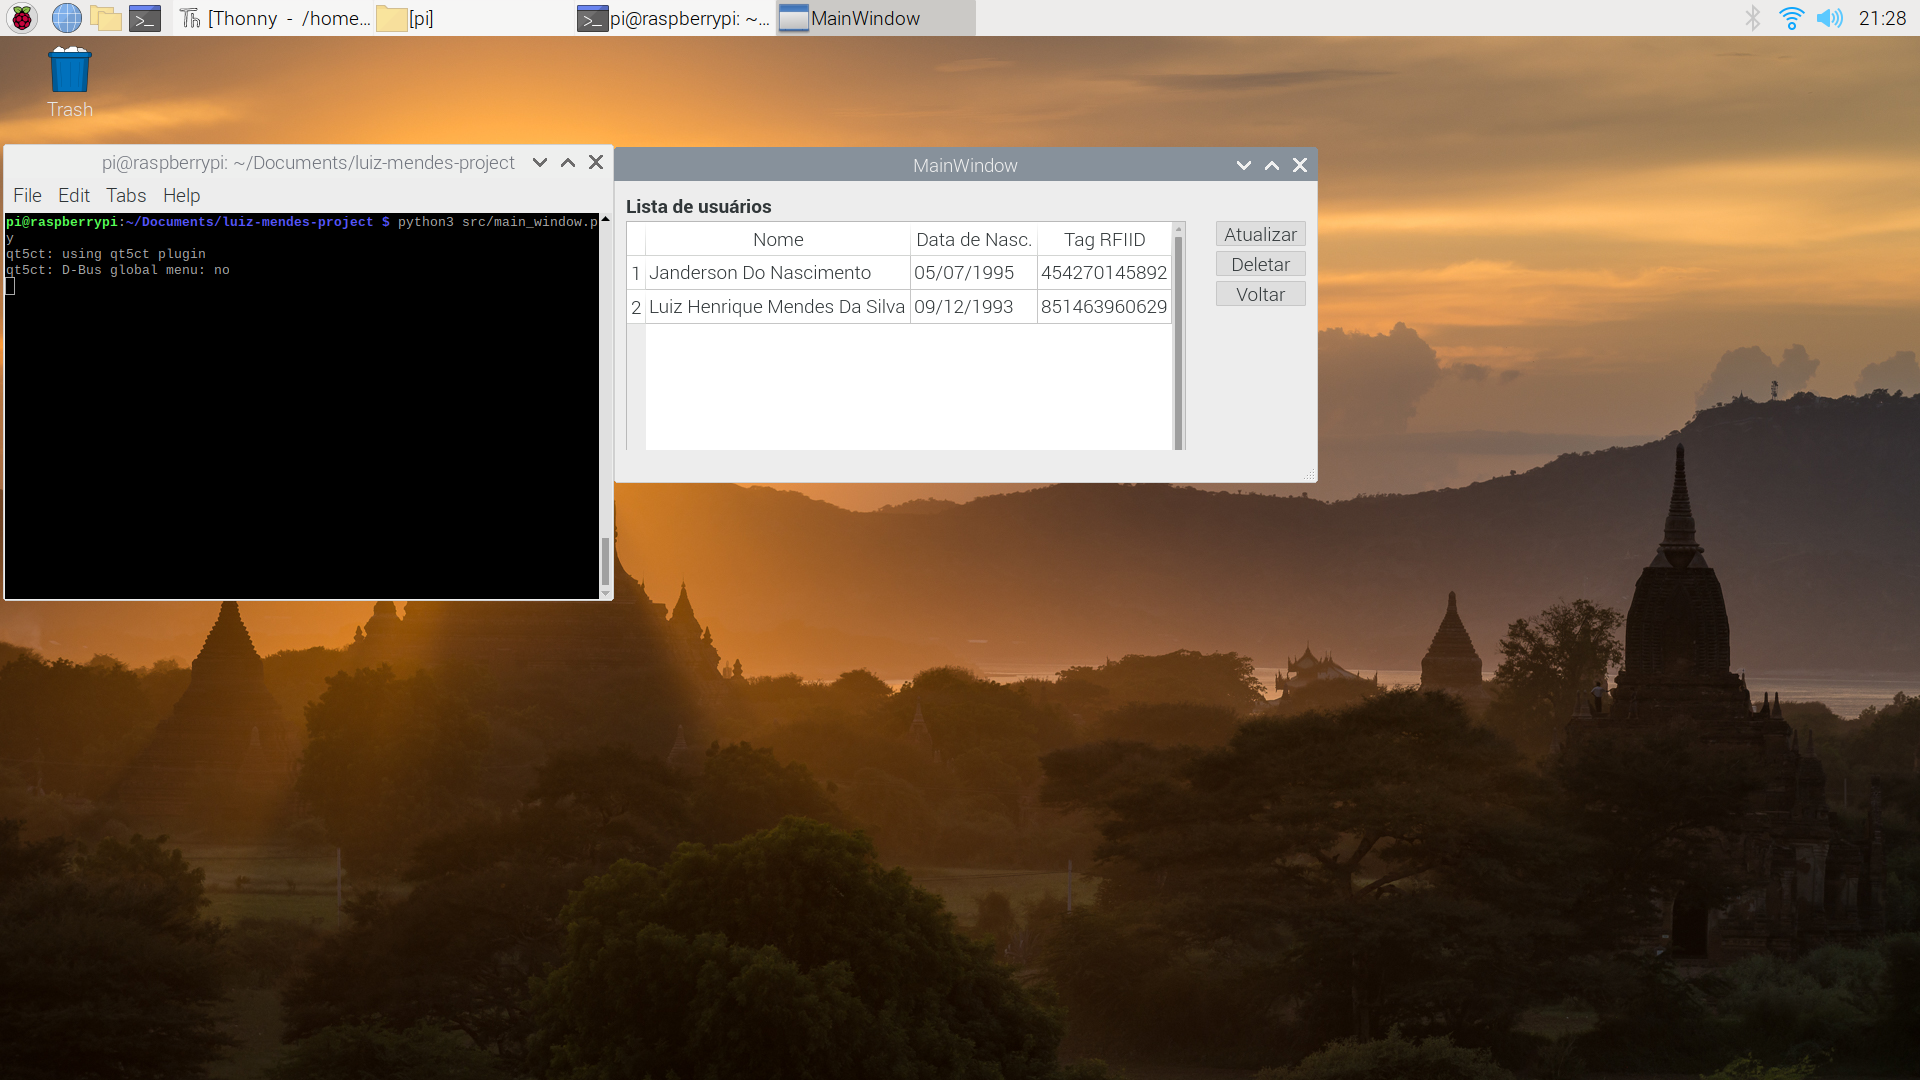 [Thonny - /home... [pi] pi@raspberrypi: ~... MainWindow 21:28
Trash
pi@raspberrypi: ~/Documents/luiz-mendes-project
File Edit Tabs Help
pi@raspberrypi:~/Documents/luiz-mendes-project $ python3 src/main_window.p
y
qt5ct: using qt5ct plugin
qt5ct: D-Bus global menu: no
MainWindow
Lista de usuários
Nome Data de Nasc. Tag RFIID
1 Janderson Do Nascimento 05/07/1995 454270145892
2 Luiz Henrique Mendes Da Silva 09/12/1993 851463960629
Atualizar
Deletar
Voltar